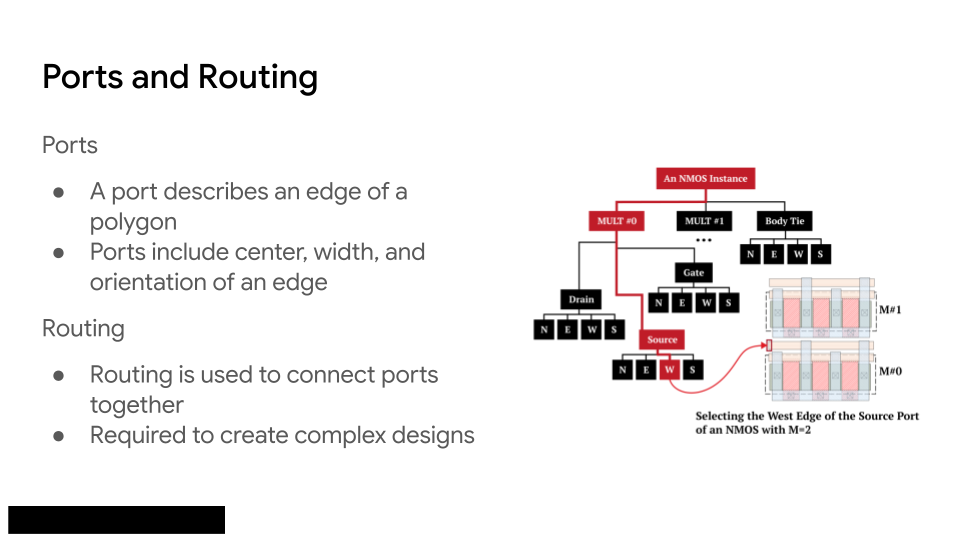 Ports and Routing
Ports
● A port describes an edge of a
polygon
● Ports include center, width, and
orientation of an edge
Routing
● Routing is used to connect ports
together
● Required to create complex designs
An NMOS Instance
MULT #0
MULT #1
Body Tie
...
N E W S
Gate
N E W S
Drain
N E W S
Source
N E W S
M#1
M#0
Selecting the West Edge of the Source Port
of an NMOS with M=2